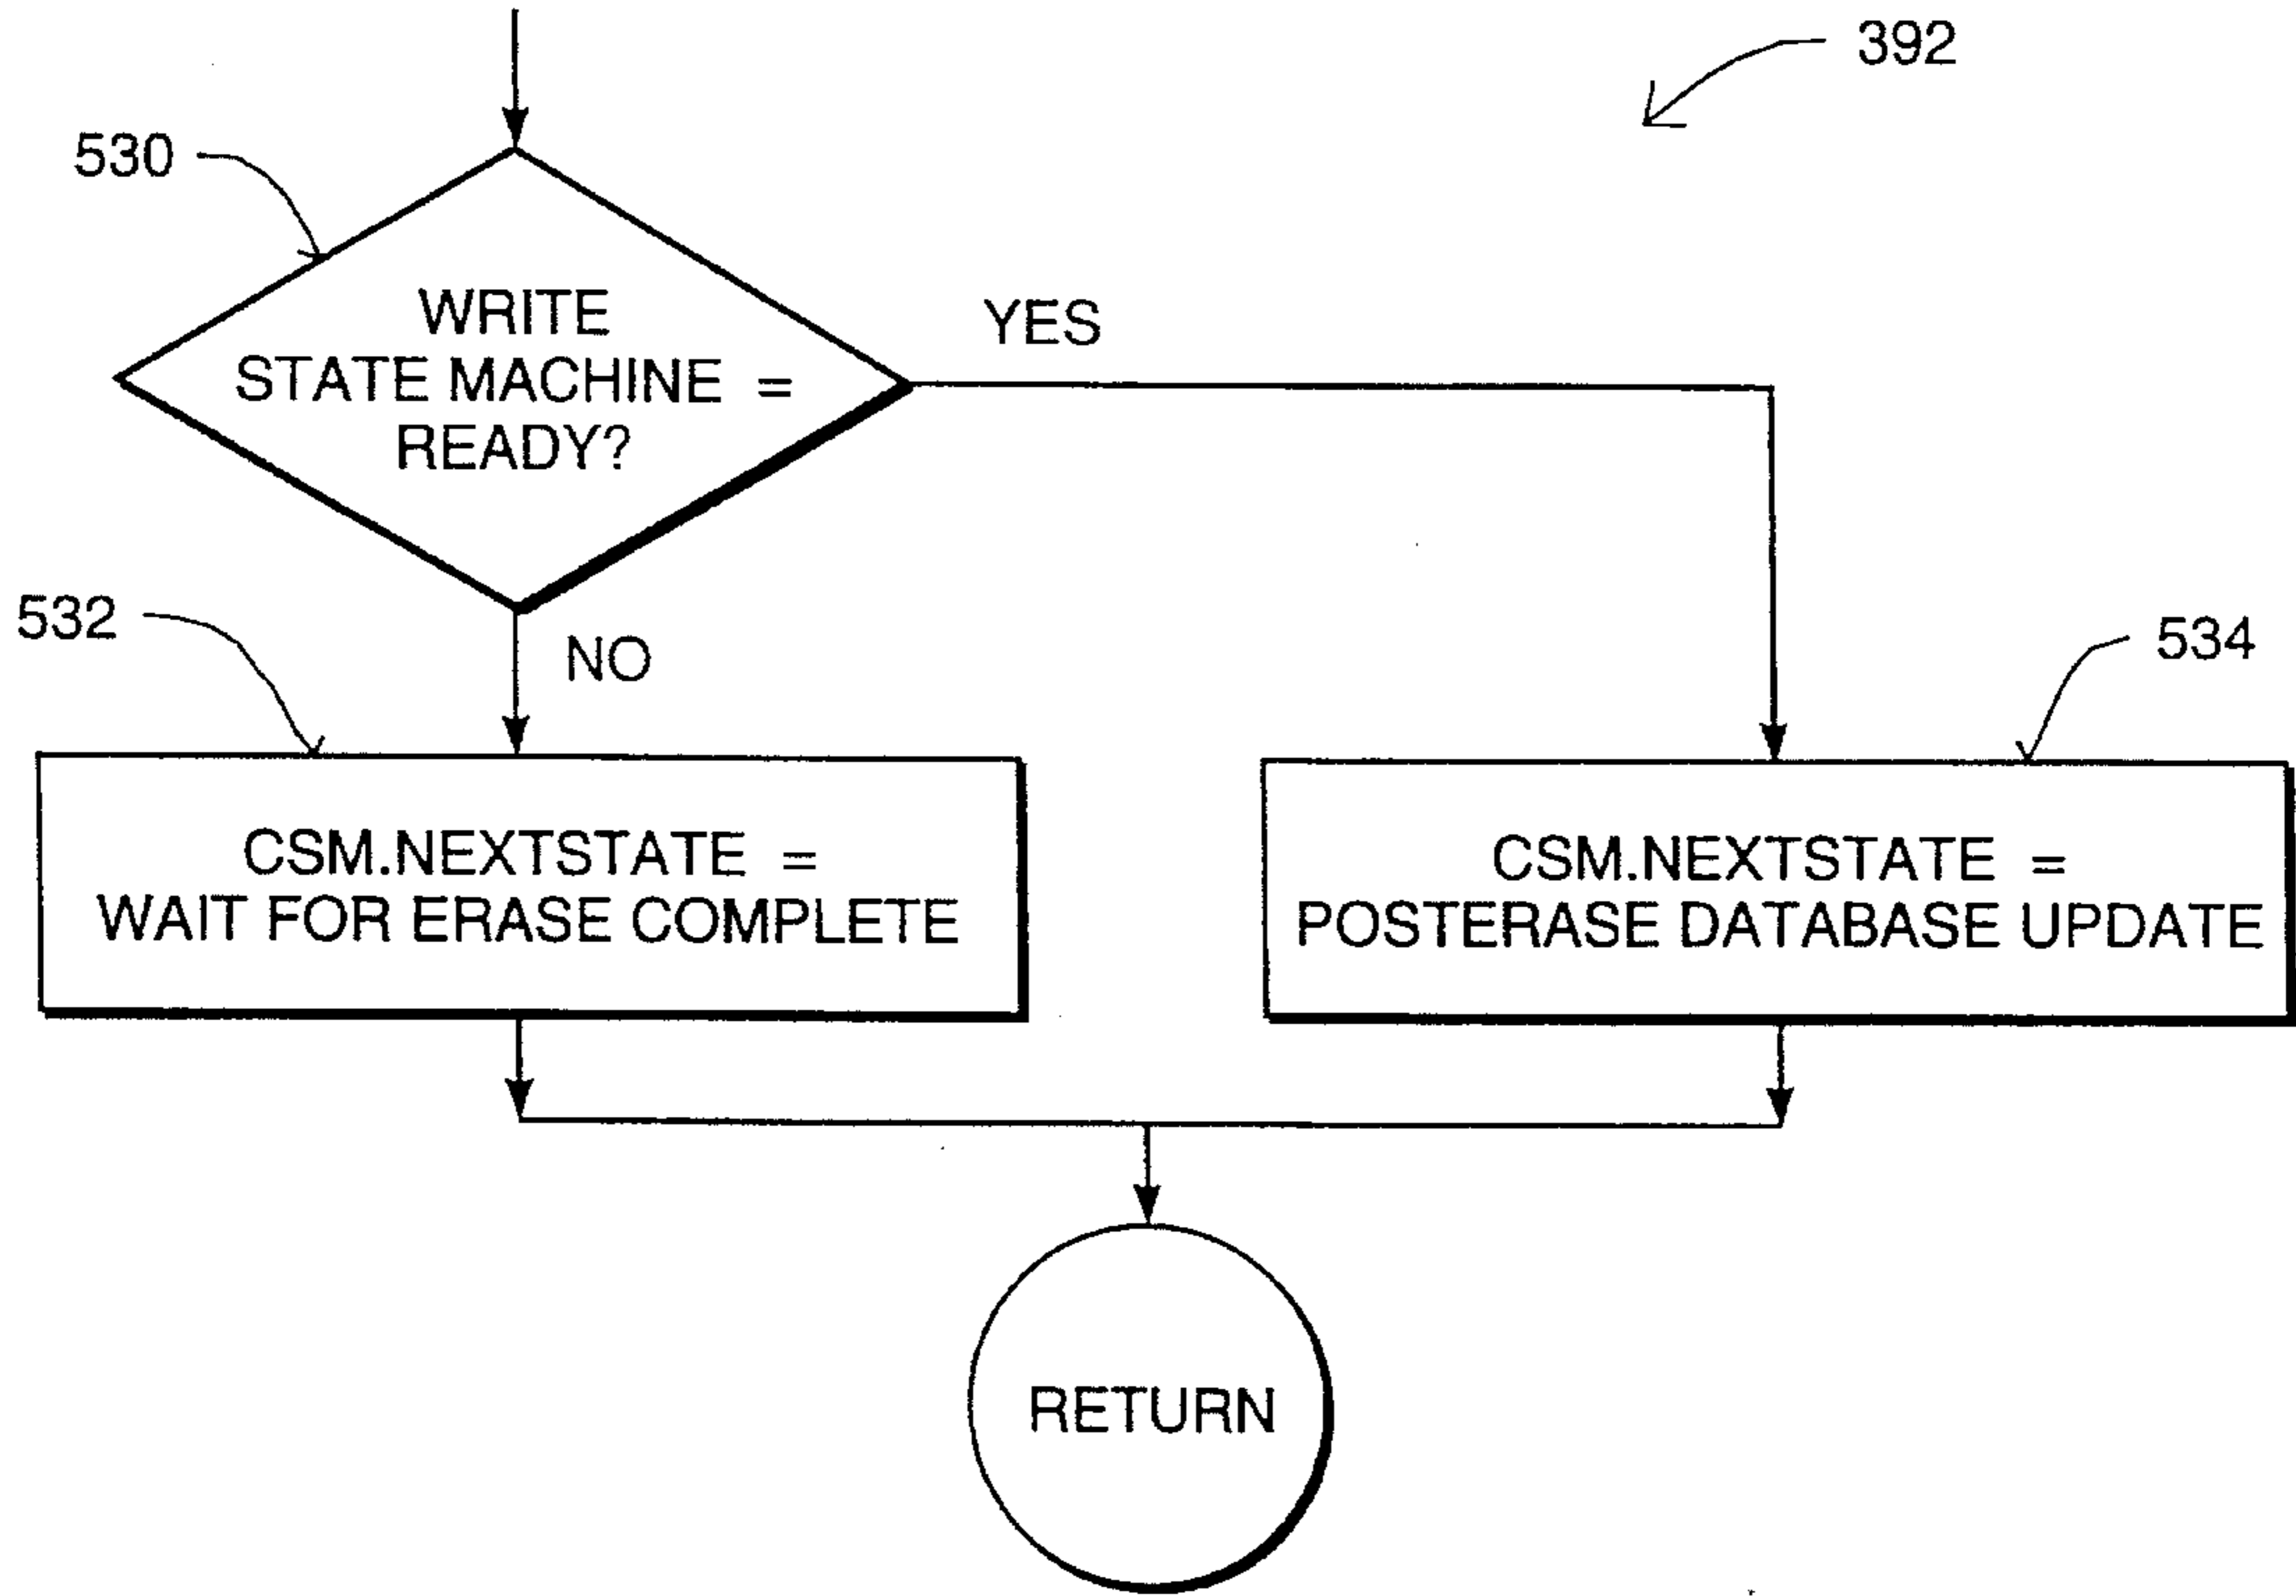 392
530
WRITE
STATE MACHINE =
READY?
YES
532
NO
534
CSM.NEXTSTATE =
WAIT FOR ERASE COMPLETE
CSM.NEXTSTATE =
POSTERASE DATABASE UPDATE
RETURN